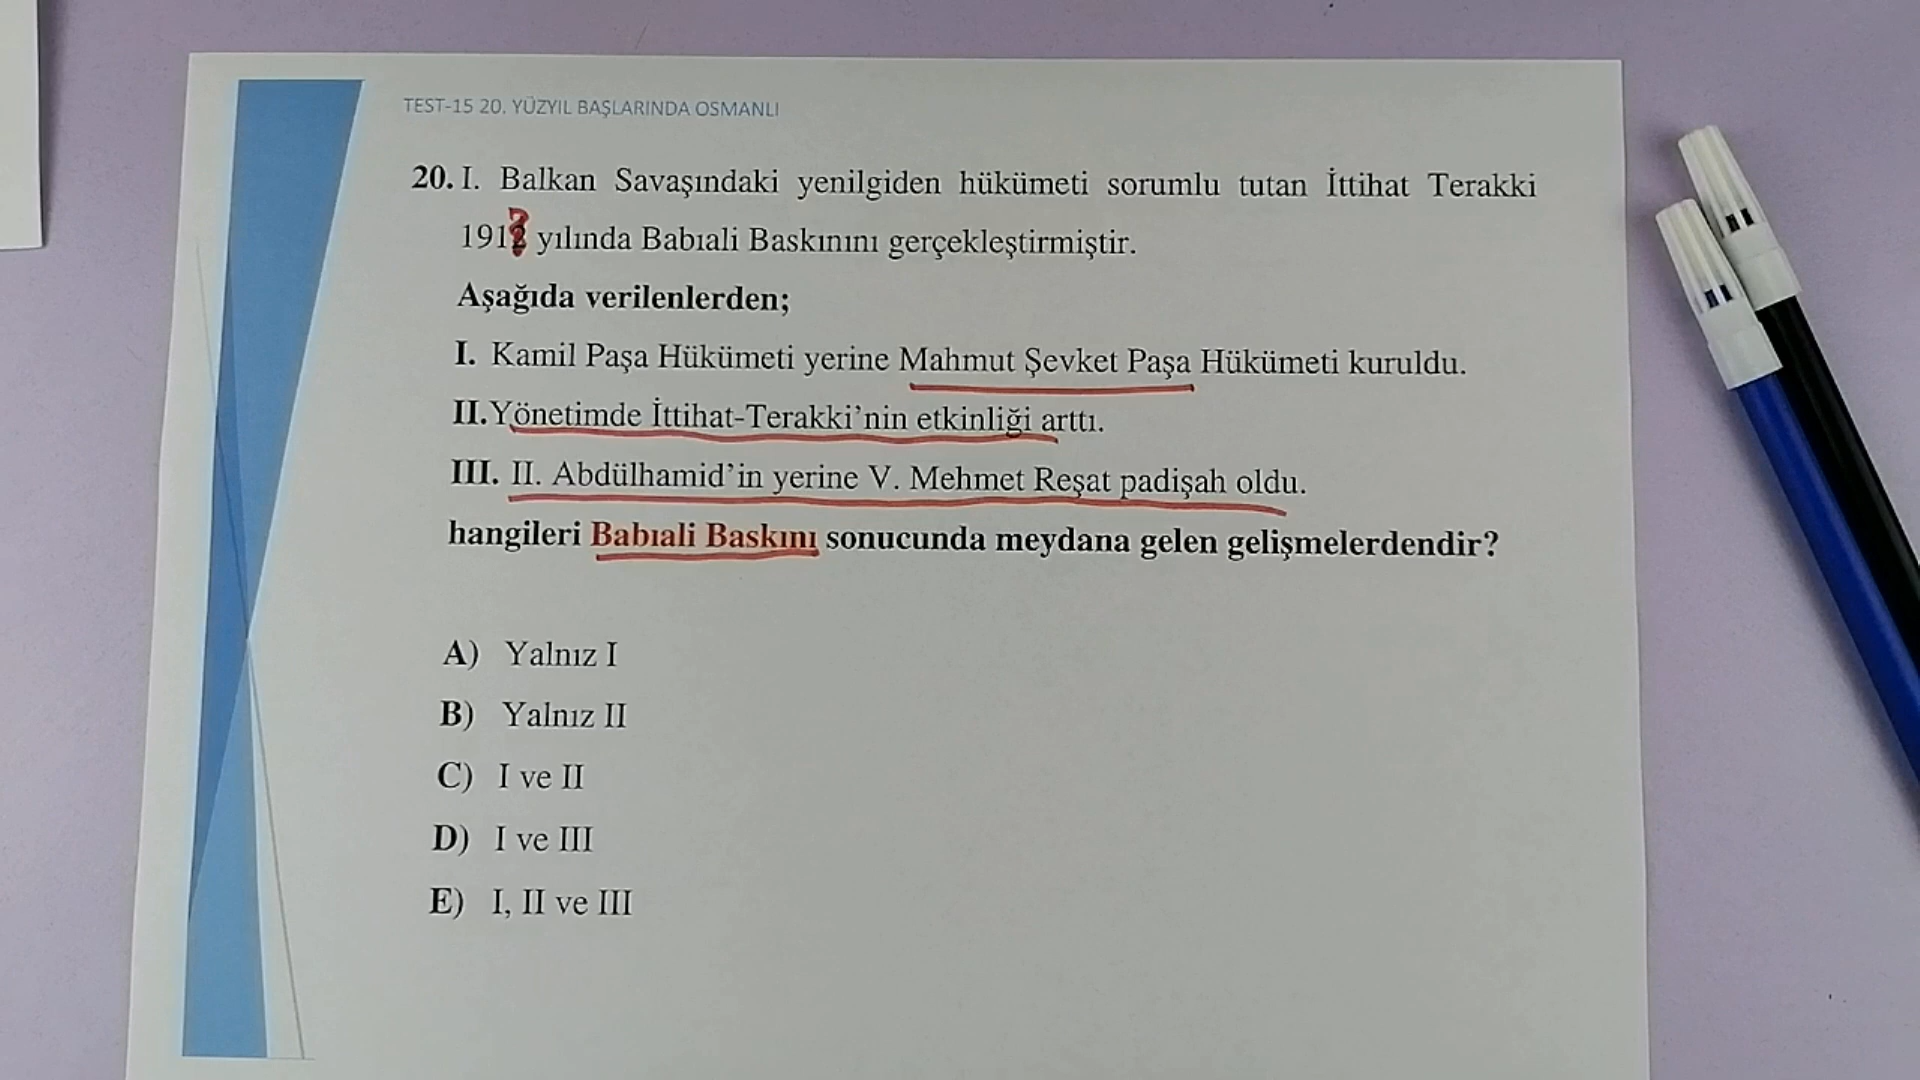 TEST-15 20. YÜZYIL BAŞLARINDA OSMANLI
20. I. Balkan Savaşındaki yenilgiden hükümeti sorumlu tutan İttihat Terakki
yılında Babıali Baskınını gerçekleştirmiştir.
Aşağıda verilenlerden;
I. Kamil Paşa Hükümeti yerine Mahmut Şevket Paşa Hükümeti kuruldu.
II. Yönetimde İttihat-Terakki'nin etkinliği arttı.
III. II. Abdülhamid'in yerine V. Mehmet Reşat padişah oldu.
hangileri Babıali Baskını sonucunda meydana gelen gelişmelerdendir?
A) Yalnız I
B) Yalnız II
C) I ve II
D) I ve III
E) I, II ve III